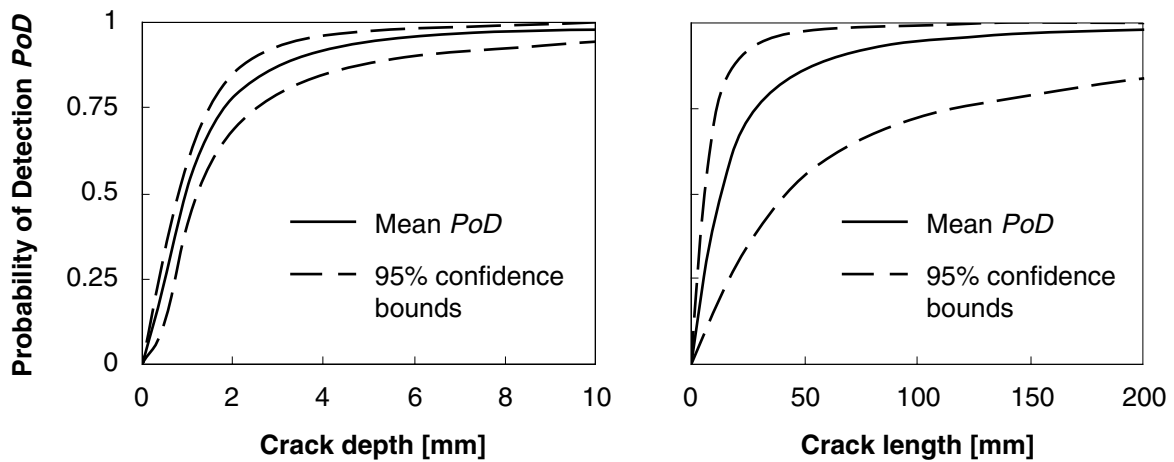 Probability of Detection PoD
1
0.75
0.5
0.25
0
Mean PoD
95% confidence
bounds
0 2 4 6 8 10
Crack depth [mm]
Mean PoD
95% confidence
bounds
0 50 100 150 200
Crack length [mm]